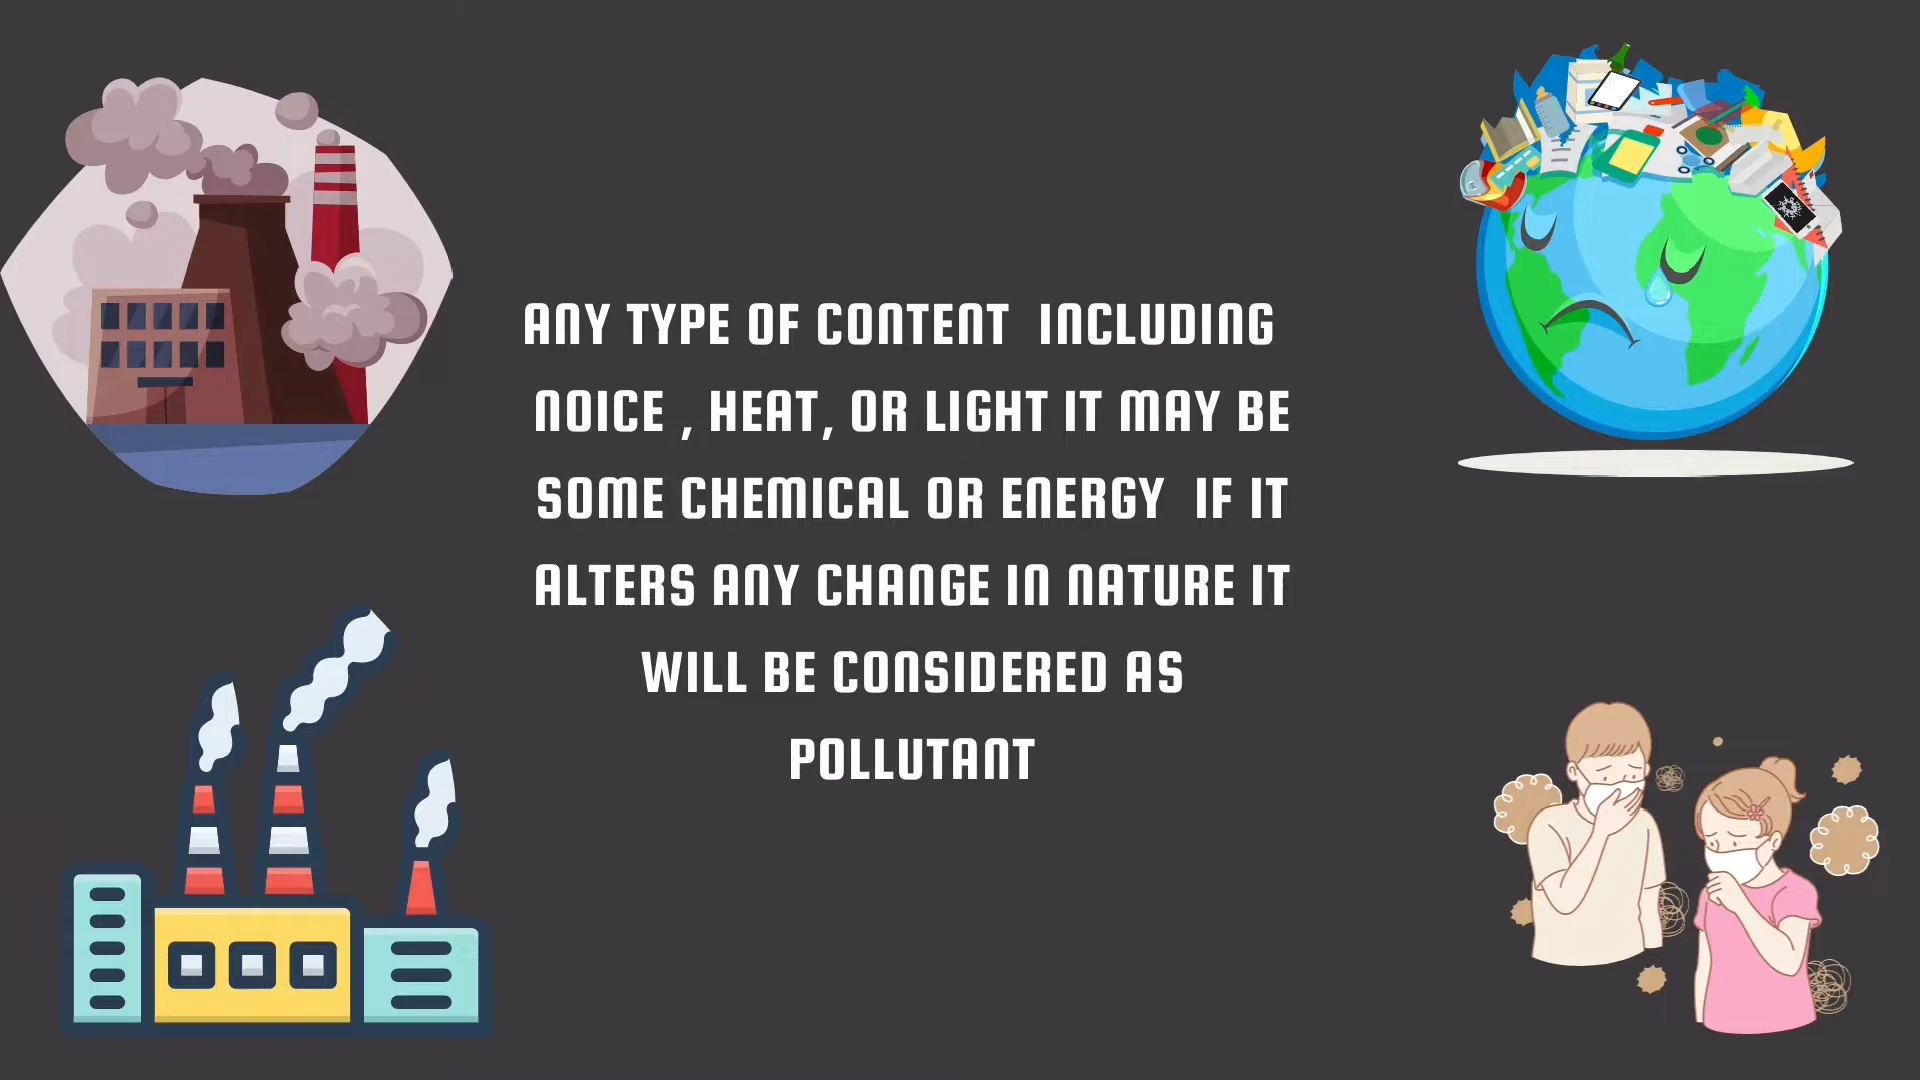 ANY TYPE OF CONTENT INCLUDING
NOICE , HEAT, OR LIGHT IT MAY BE
SOME CHEMICAL OR ENERGY IF IT
ALTERS ANY CHANGE IN NATURE IT
WILL BE CONSIDERED AS
POLLUTANT